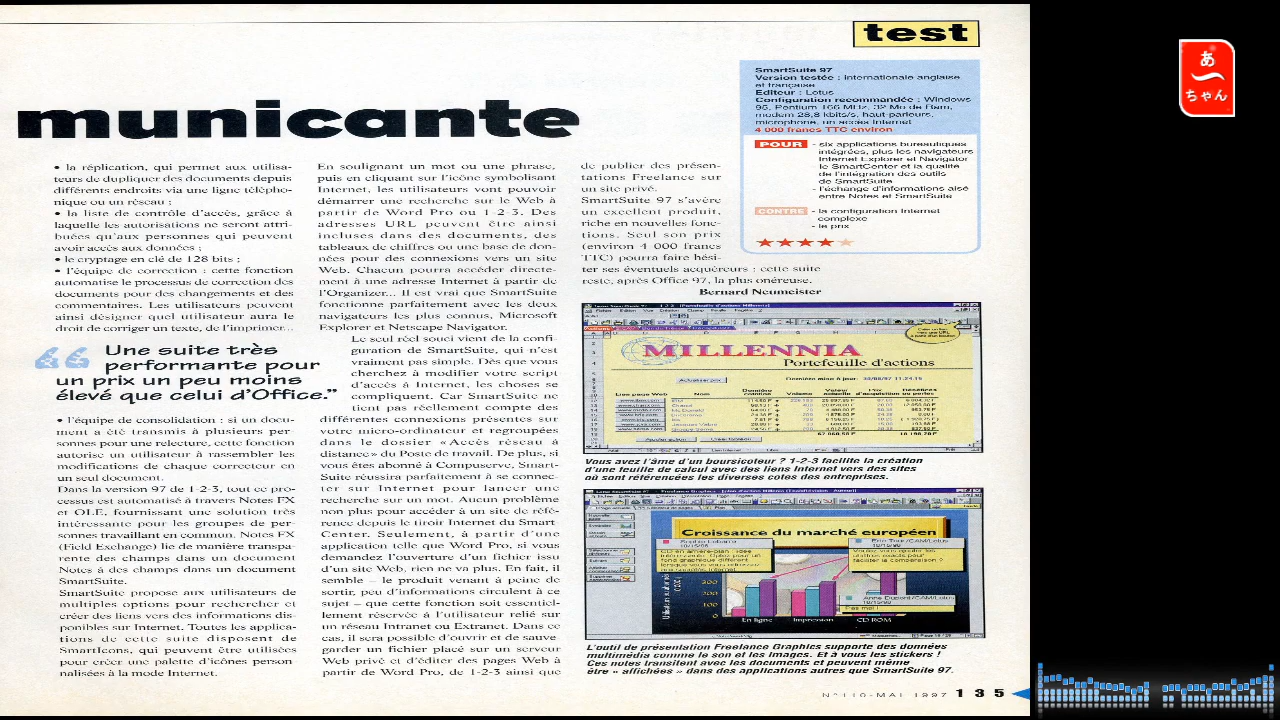 test
municante
SmartSuite 97
Version testée : Internationale anglaise
et française
Editeur : Lotus
Configuration recommandée : Windows
95, Pentium 166 MHz, 32 Mo de Ram,
modem 28,8 kbits/s, haut-parleurs,
microphone, un accès Internet
4 000 francs TTC environ
POUR
- six applications bureautiques
intégrées, plus les navigateurs
Internet Explorer et Navigator
- le SmartCenter et la qualité
de l'intégration des outils
de SmartSuite
- l'échange d'informations aisé
entre Notes et SmartSuite
CONTRE
- la configuration Internet
complexe
- le prix
• la réplication, qui permet aux utilisa-
teurs de dupliquer des documents depuis
différents endroits via une ligne télépho-
nique ou un réseau ;
• la liste de contrôle d'accès, grâce à
laquelle les autorisations ne seront attri-
buées qu'aux personnes qui peuvent
avoir accès aux données ;
• le cryptage en clé de 128 bits ;
• l'équipe de correction : cette fonction
automatise le processus de correction des
documents pour des changements et des
commentaires. Les utilisateurs peuvent
ainsi désigner quel utilisateur aura le
droit de corriger un texte, de l'imprimer...
“ Une suite très
performante pour
un prix un peu moins
élevé que celui d'Office.”
• l'équipe de consolidation : si un docu-
ment a été transmis à plusieurs per-
sonnes pour une relecture, cette fonction
autorise un utilisateur à rassembler les
modifications de chaque correcteur en
un seul document.
Dans la version 97 de 1-2-3, tout ce pro-
cessus est automatisé à travers Notes FX
et les TeamSorts, une fonction très
intéressante pour les groupes de per-
sonnes travaillant en commun. Notes FX
(Field Exchange) lie de manière transpa-
rente des champs dans un document
Notes à des champs dans un document
SmartSuite.
SmartSuite propose aux utilisateurs de
multiples options pour rechercher et
créer des liens vers des informations dis-
ponibles sur Internet. Toutes les applica-
tions de cette suite disposent de
SmartIcons, qui peuvent être utilisées
pour créer une palette d'icônes person-
nalisées à la mode Internet.
En soulignant un mot ou une phrase,
puis en cliquant sur l'icône symbolisant
Internet, les utilisateurs vont pouvoir
démarrer une recherche sur le Web à
partir de Word Pro ou 1-2-3. Des
adresses URL peuvent être ainsi
incluses dans des documents, des
tableaux de chiffres ou une base de don-
nées pour des connexions vers un site
Web. Chacun pourra accéder directe-
ment à une adresse Internet à partir de
l'Organizer... Il est vrai que SmartSuite
fonctionne parfaitement avec les deux
navigateurs les plus connus, Microsoft
Explorer et Netscape Navigator.
Le seul réel souci vient de la confi-
guration de SmartSuite, qui n'est
vraiment pas simple. Dès que vous
cherchez à modifier votre script
d'accès à Internet, les choses se
compliquent. Car SmartSuite ne
tient pas réellement compte des
différentes connexions présentes sur
votre micro-ordinateur et regroupées
dans le dossier « Accès réseau à
distance » du Poste de travail. De plus, si
vous êtes abonné à Compuserve, Smart-
Suite réussira parfaitement à se connec-
ter sur Internet pour lancer une
recherche sur un mot. Aucun problème
non plus pour accéder à un site de réfé-
rence depuis le tiroir Internet du Smart-
Center. Seulement, à partir d'une
application telle que Word Pro, si vous
demandez l'ouverture d'un fichier issu
d'un site Web, rien ne va plus. En fait, il
semble – le produit venant à peine de
sortir, peu d'informations circulent à ce
sujet – que cette fonction soit essentiel-
lement réservée à l'utilisateur relié sur
un réseau Intranet ou Extranet. Dans ce
cas, il sera possible d'ouvrir et de sauve-
garder un fichier placé sur un serveur
Web privé et d'éditer des pages Web à
partir de Word Pro, de 1-2-3 ainsi que
de publier des présen-
tations Freelance sur
un site privé.
SmartSuite 97 s'avère
un excellent produit,
riche en nouvelles fonc-
tions. Seul son prix
(environ 4 000 francs
TTC) pourra faire hési-
ter ses éventuels acquéreurs : cette suite
reste, après Office 97, la plus onéreuse.
Bernard Neumeister
MILLENNIA
Portefeuille d'actions
Actualiser prix
Dernière mise à jour:
Lien page Web
Nom
Volume
Vous avez l'âme d'un boursicoteur ? 1-2-3 facilite la création
d'une feuille de calcul avec des liens Internet vers des sites
où sont référencées les diverses cotes des entreprises.
Croissance du marché européen
300
200
100
0
En ligne
Impression
CD ROM
L'outil de présentation Freelance Graphics supporte des données
multimédia comme le son et les images. Et à vous les stickers !
Ces notes transitent avec les documents et peuvent même
être « affichées » dans des applications autres que SmartSuite 97.
N°110-MAI 1997 135
あーちゃん